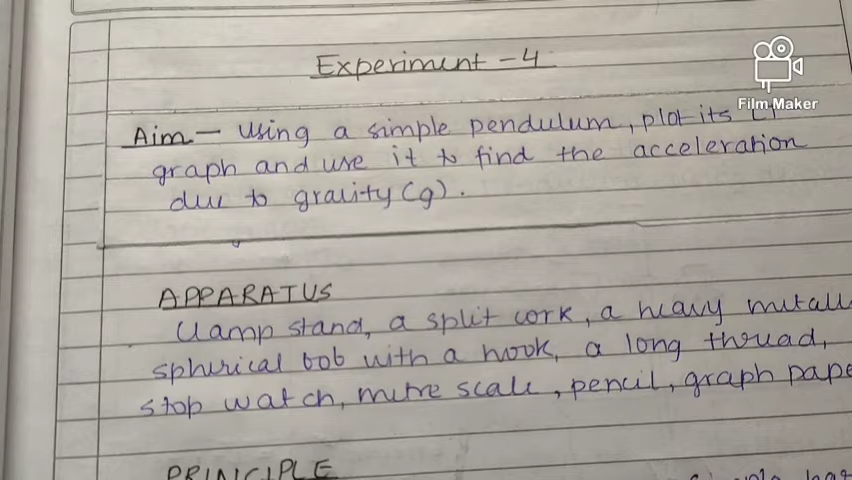 Experiment - 4
Film Maker
Aim - Using a simple pendulum, plot its
graph and use it to find the acceleration
due to gravity (g).
APPARATUS
Clamp stand, a split cork, a heavy metall
spherical bob with a hook, a long thread,
stop watch, metre scale, pencil, graph pape
PRINCIPLE